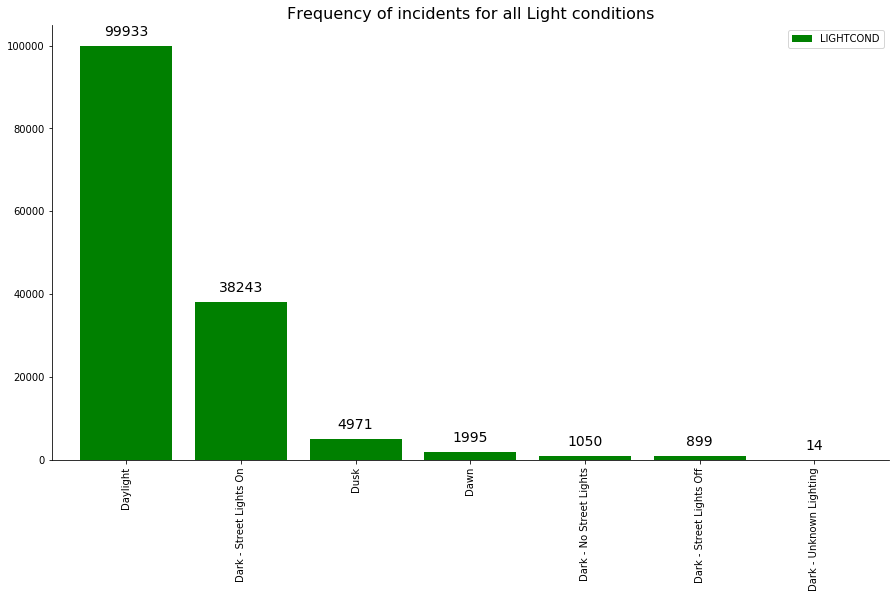 Frequency of incidents for all Light conditions
LIGHTCOND
100000
80000
60000
40000
20000
0
99933
38243
4971
1995
1050
899
14
Daylight
Dark - Street Lights On
Dusk
Dawn
Dark - No Street Lights
Dark - Street Lights Off
Dark - Unknown Lighting